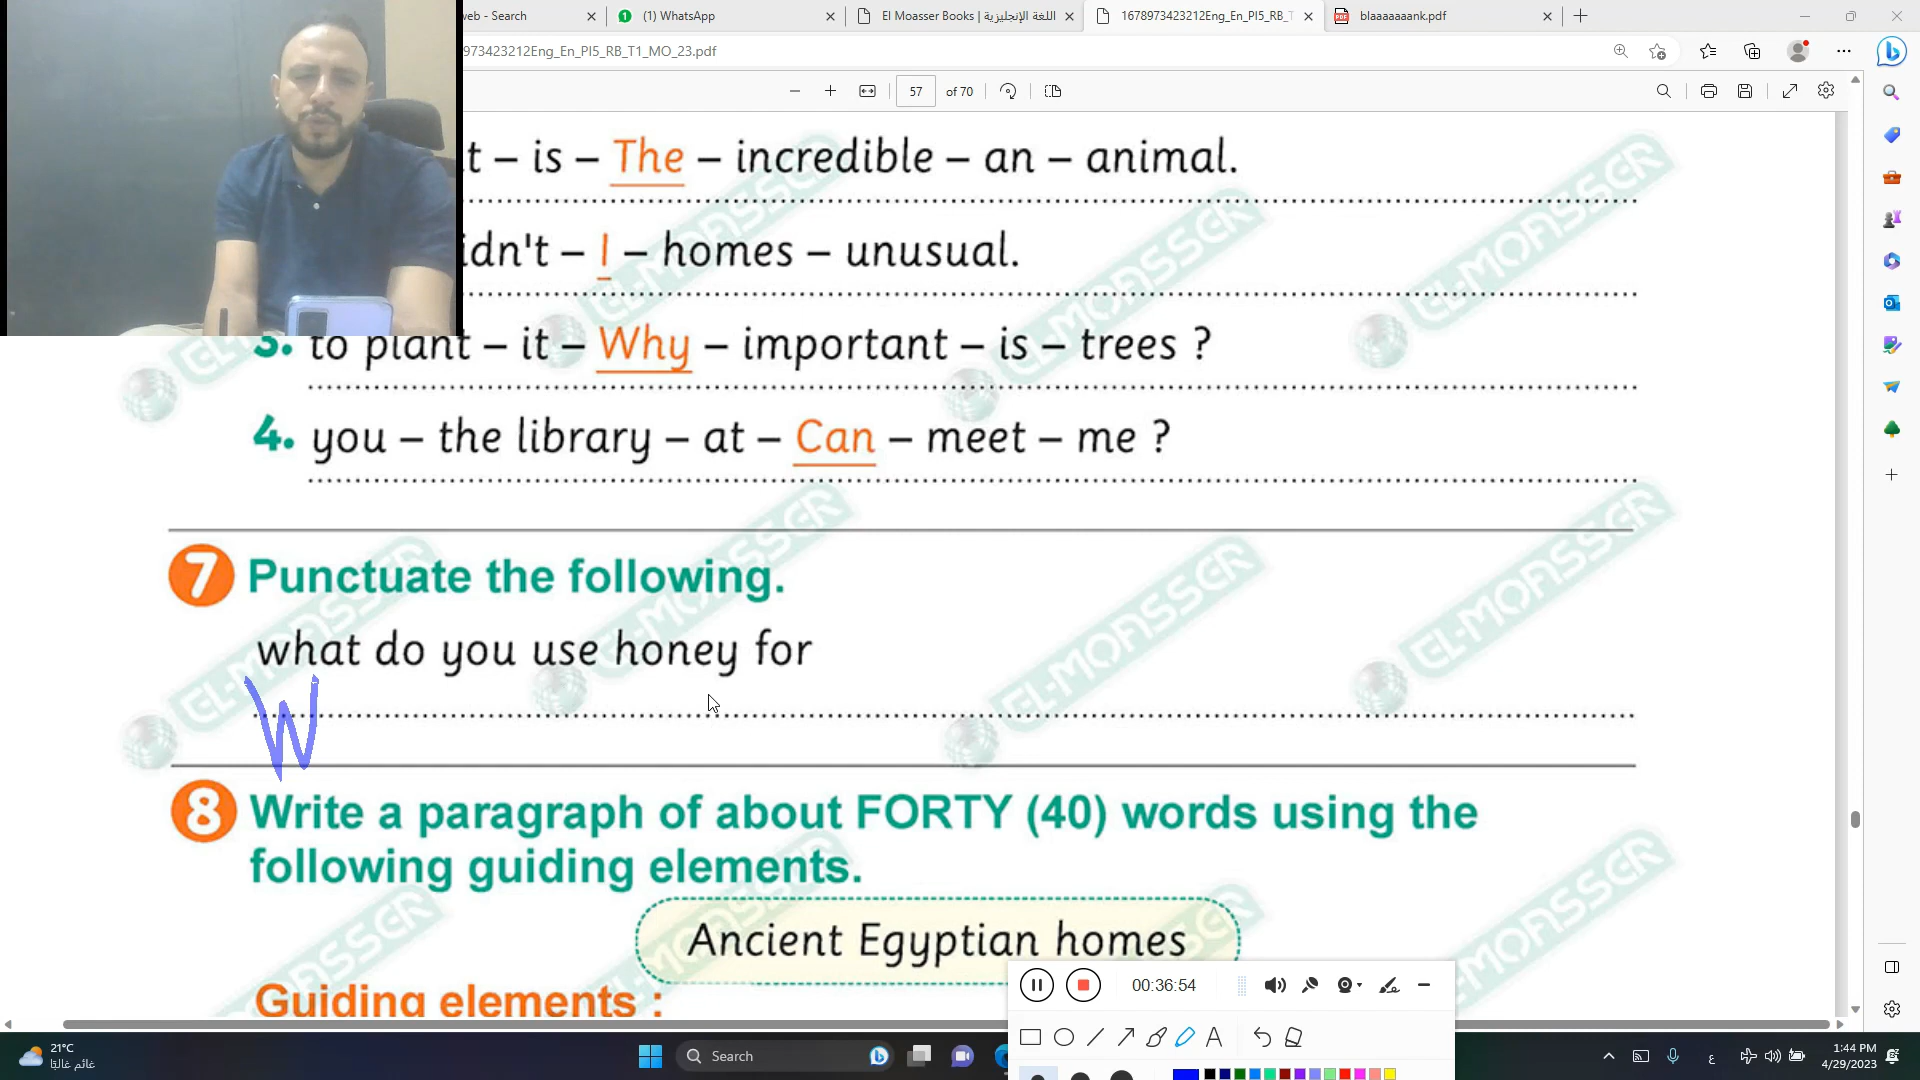 web - Search
(1) WhatsApp
El Moasser Books | اللغة الإنجليزية
1678973423212Eng_En_PI5_RB_T
blaaaaaaank.pdf
973423212Eng_En_PI5_RB_T1_MO_23.pdf
57 of 70
t – is – The – incredible – an – animal.
idn't – I – homes – unusual.
3. to plant – it – Why – important – is – trees ?
4. you – the library – at – Can – meet – me ?
7 Punctuate the following.
what do you use honey for
W
8 Write a paragraph of about FORTY (40) words using the
following guiding elements.
Ancient Egyptian homes
Guiding elements :
EL-MOASSER
00:36:54
21°C
غائم غالبًا
Search
ع
1:44 PM
4/29/2023